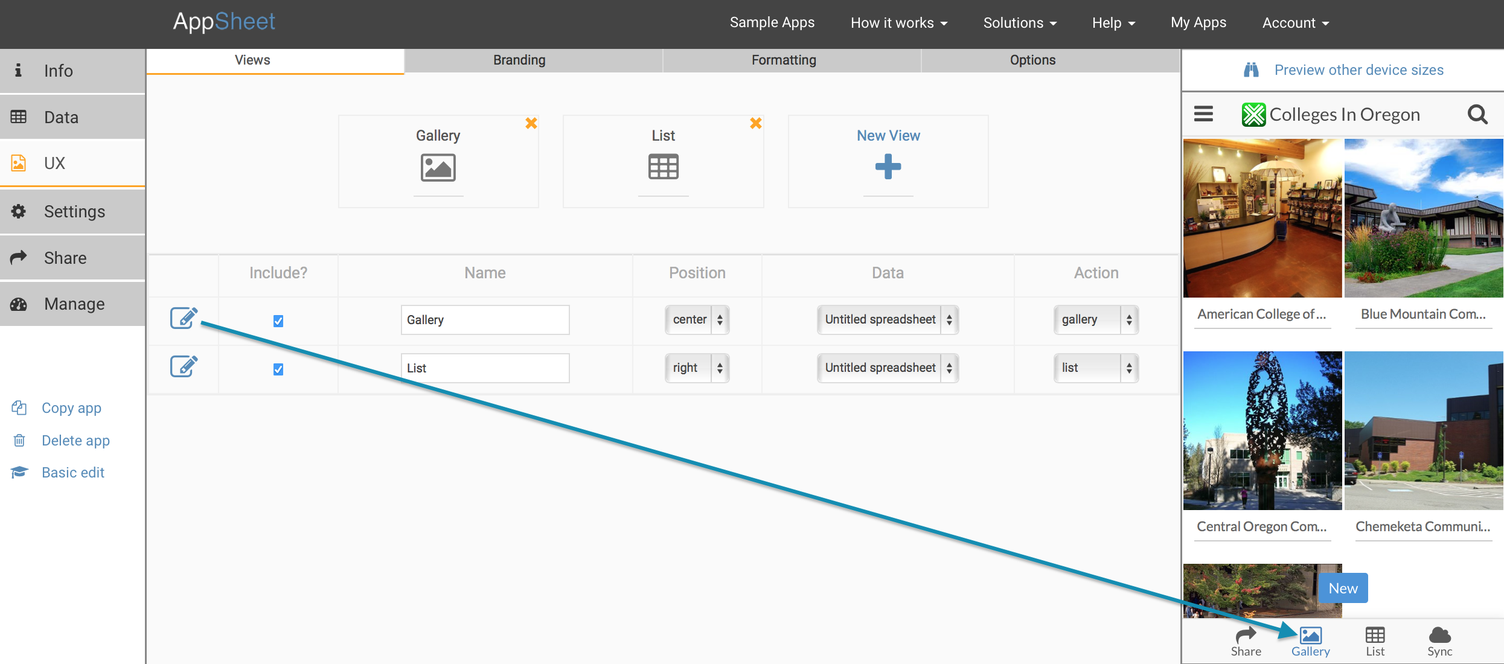 AppSheet
Sample Apps How it works Solutions Help My Apps Account
Info
Data
UX
Settings
Share
Manage
Copy app
Delete app
Basic edit
Views Branding Formatting Options
Gallery
List
New View
Include? Name Position Data Action
Gallery center Untitled spreadsheet gallery
List right Untitled spreadsheet list
Preview other device sizes
Colleges In Oregon
American College of ... Blue Mountain Com...
Central Oregon Com... Chemeketa Communi...
New
Share Gallery List Sync